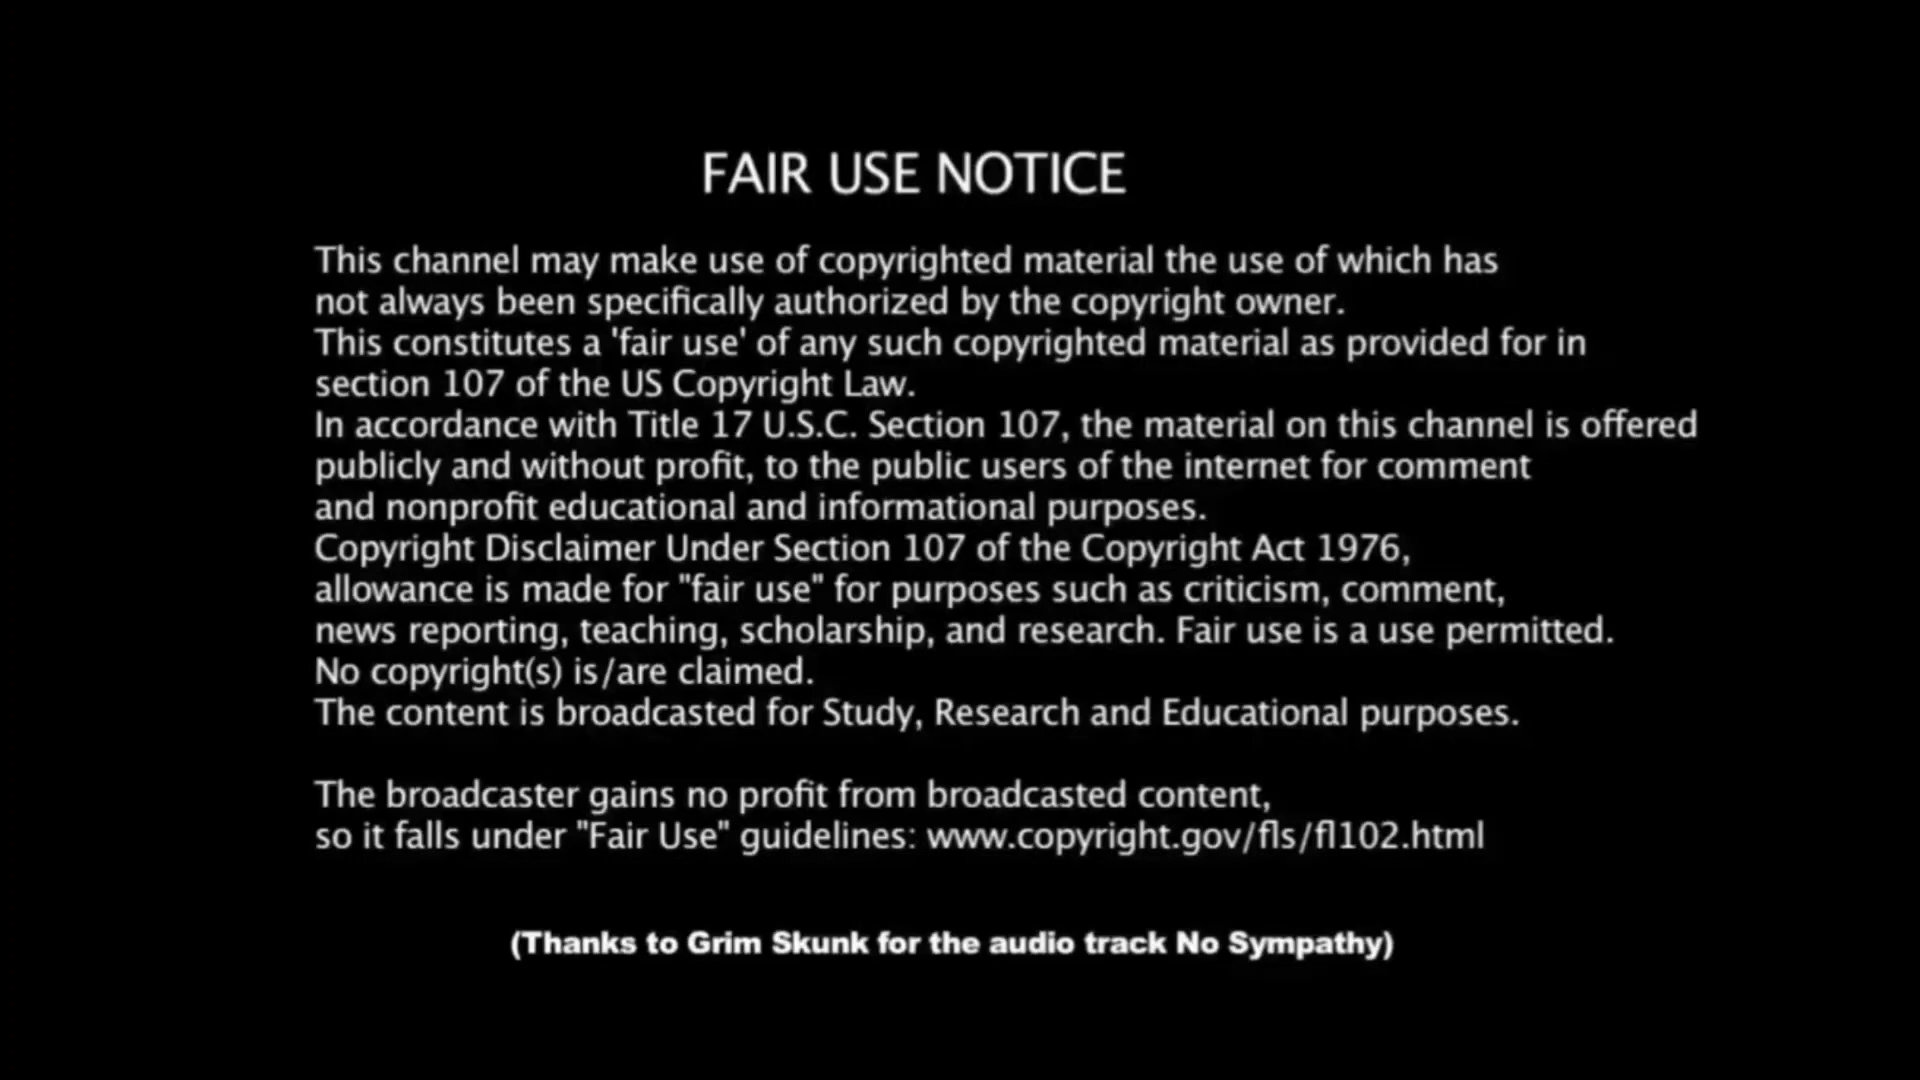 FAIR USE NOTICE
This channel may make use of copyrighted material the use of which has
not always been specifically authorized by the copyright owner.
This constitutes a 'fair use' of any such copyrighted material as provided for in
section 107 of the US Copyright Law.
In accordance with Title 17 U.S.C. Section 107, the material on this channel is offered
publicly and without profit, to the public users of the internet for comment
and nonprofit educational and informational purposes.
Copyright Disclaimer Under Section 107 of the Copyright Act 1976,
allowance is made for "fair use" for purposes such as criticism, comment,
news reporting, teaching, scholarship, and research. Fair use is a use permitted.
No copyright(s) is/are claimed.
The content is broadcasted for Study, Research and Educational purposes.
The broadcaster gains no profit from broadcasted content,
so it falls under "Fair Use" guidelines: www.copyright.gov/fls/fl102.html
(Thanks to Grim Skunk for the audio track No Sympathy)